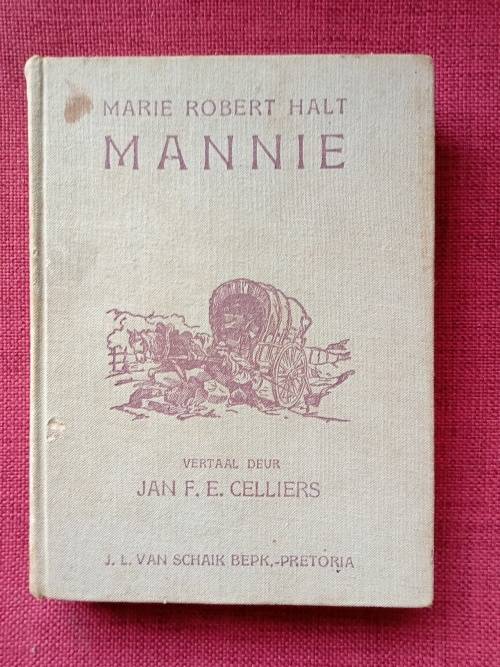 MARIE ROBERT HALT
MANNIE
VERTAAL DEUR
JAN F. E. CELLIERS
J. L. VAN SCHAIK BEPK.,-PRETORIA